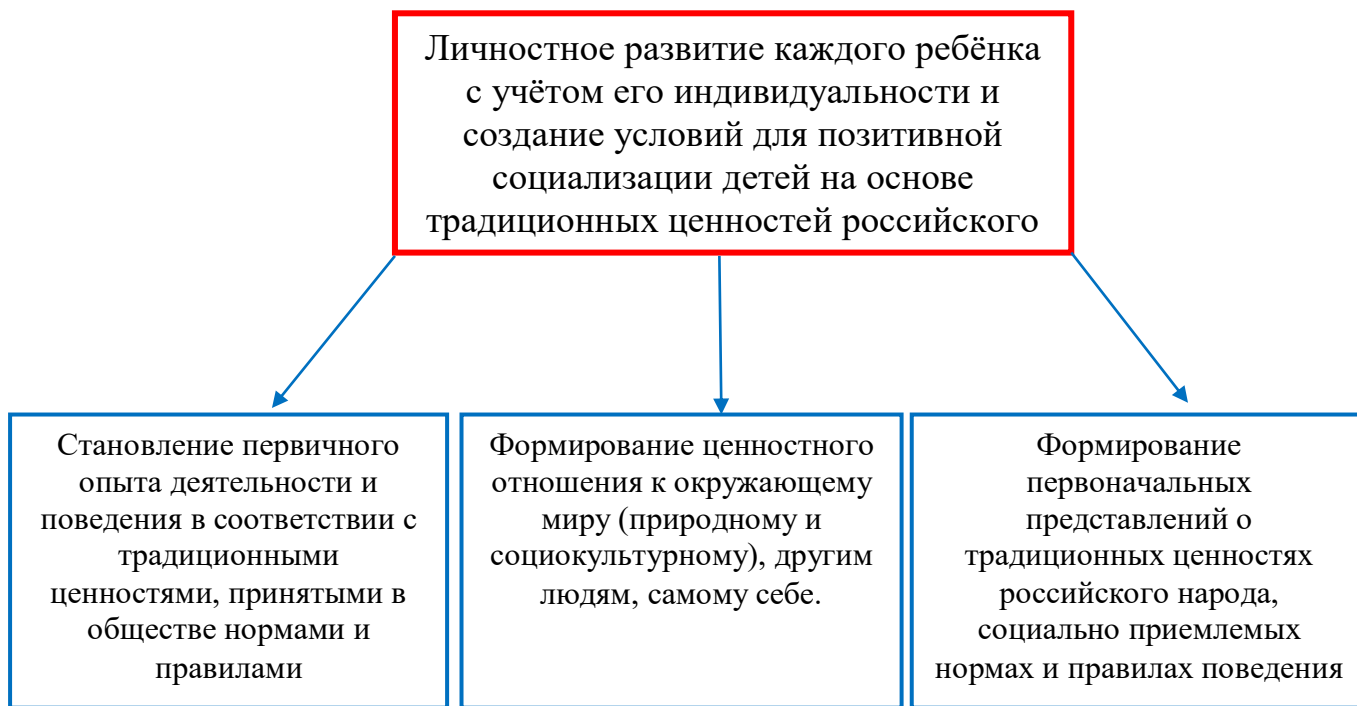 Личностное развитие каждого ребёнка
с учётом его индивидуальности и
создание условий для позитивной
социализации детей на основе
традиционных ценностей российского
Становление первичного
опыта деятельности и
поведения в соответствии с
традиционными
ценностями, принятыми в
обществе нормами и
правилами
Формирование ценностного
отношения к окружающему
миру (природному и
социокультурному), другим
людям, самому себе.
Формирование
первоначальных
представлений о
традиционных ценностях
российского народа,
социально приемлемых
нормах и правилах поведения